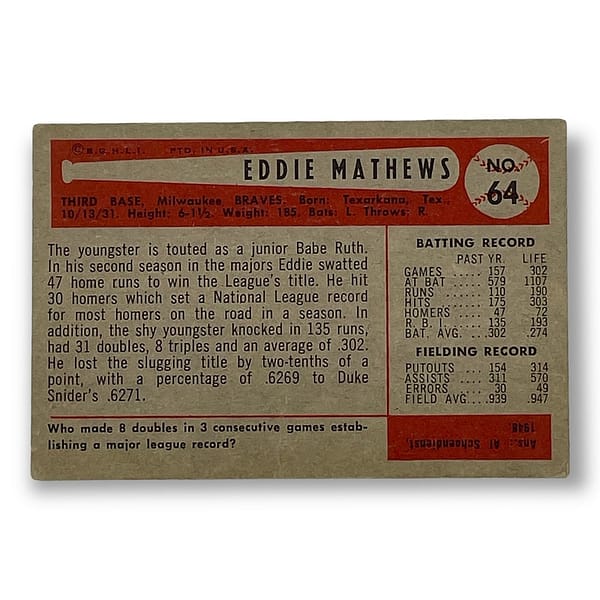 © B.G.H.L.I. PTD. IN U.S.A.
EDDIE MATHEWS
NO. 64
THIRD BASE, Milwaukee BRAVES. Born: Texarkana, Tex.,
10/13/31. Height: 6-1½. Weight: 185. Bats: L. Throws: R.
The youngster is touted as a junior Babe Ruth.
In his second season in the majors Eddie swatted
47 home runs to win the League's title. He hit
30 homers which set a National League record
for most homers on the road in a season. In
addition, the shy youngster knocked in 135 runs,
had 31 doubles, 8 triples and an average of .302.
He lost the slugging title by two-tenths of a
point, with a percentage of .6269 to Duke
Snider's .6271.
Who made 8 doubles in 3 consecutive games estab-
lishing a major league record?
BATTING RECORD
PAST YR. LIFE
GAMES ..... 157 302
AT BAT ..... 579 1107
RUNS ..... 110 190
HITS ..... 175 303
HOMERS ..... 47 72
R. B. I. ..... 135 193
BAT. AVG. ... .302 .274
FIELDING RECORD
PUTOUTS .... 154 314
ASSISTS ..... 311 570
ERRORS ..... 30 49
FIELD AVG ... .939 .947
Ans.: Al Schoendienst,
1948.